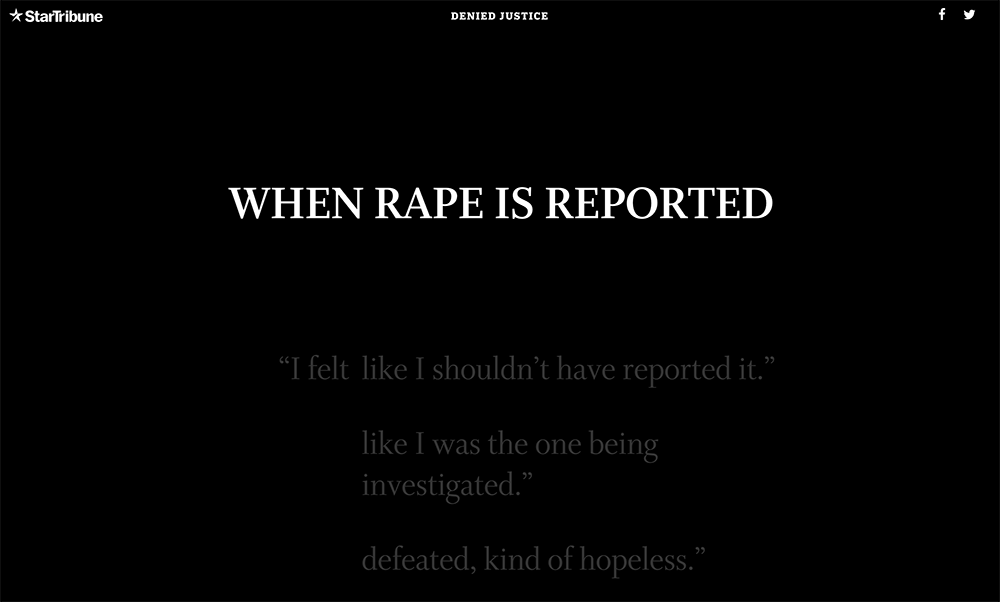 StarTribune
DENIED JUSTICE
WHEN RAPE IS REPORTED
“I felt like I shouldn’t have reported it.”
like I was the one being
investigated.”
defeated, kind of hopeless.”